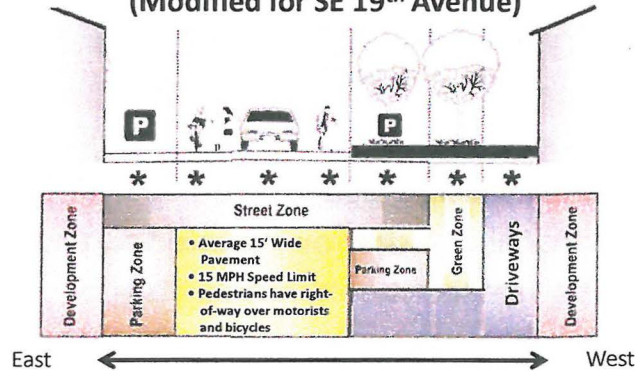 (Modified for SE 19th Avenue)
P
P
* * * * * * *
Street Zone
Development Zone
Parking Zone
• Average 15' Wide
Pavement
• 15 MPH Speed Limit
• Pedestrians have right-
of-way over motorists
and bicycles
Parking Zone
Green Zone
Driveways
Development Zone
East
West